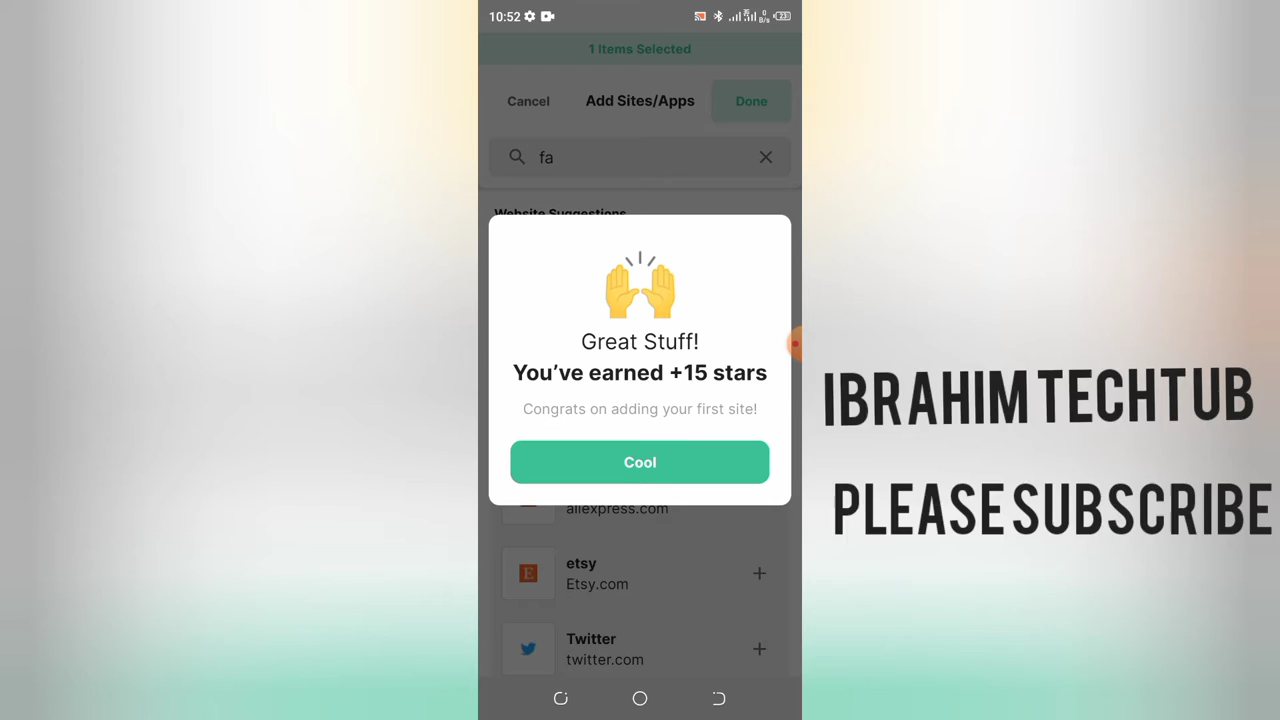 10:52
B/s
23
1 Items Selected
Cancel
Add Sites/Apps
Done
fa
Website Suggestions
Great Stuff!
You’ve earned +15 stars
Congrats on adding your first site!
Cool
aliexpress.com
etsy
Etsy.com
Twitter
twitter.com
IBRAHIM TECHTUB
PLEASE SUBSCRIBE